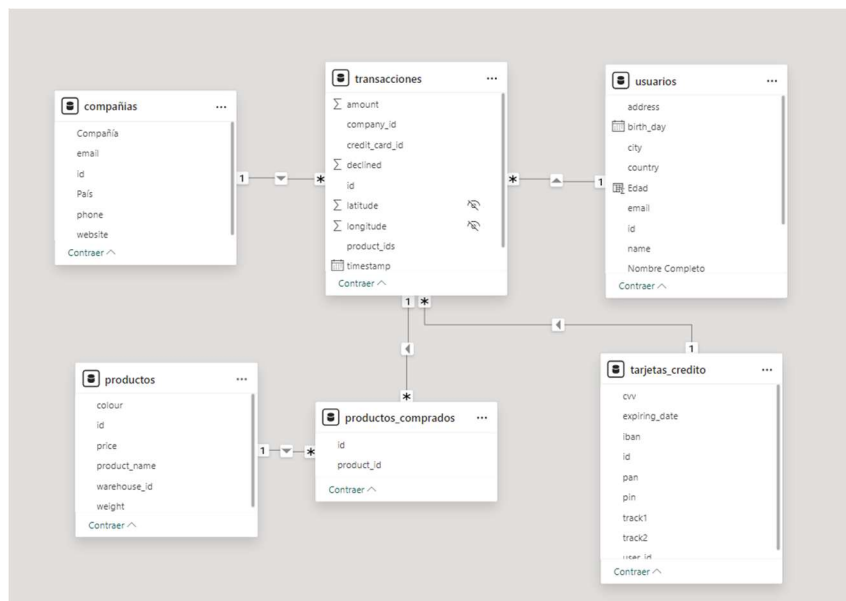 compañias
Compañía
email
id
País
phone
website
Contraer
1
*
transacciones
amount
company_id
credit_card_id
declined
id
latitude
longitude
product_ids
timestamp
Contraer
*
1
usuarios
address
birth_day
city
country
Edad
email
id
name
Nombre Completo
Contraer
1 *
*
1
productos
colour
id
price
product_name
warehouse_id
weight
Contraer
1
*
productos_comprados
id
product_id
Contraer
tarjetas_credito
cvv
expiring_date
iban
id
pan
pin
track1
track2
user_id
Contraer